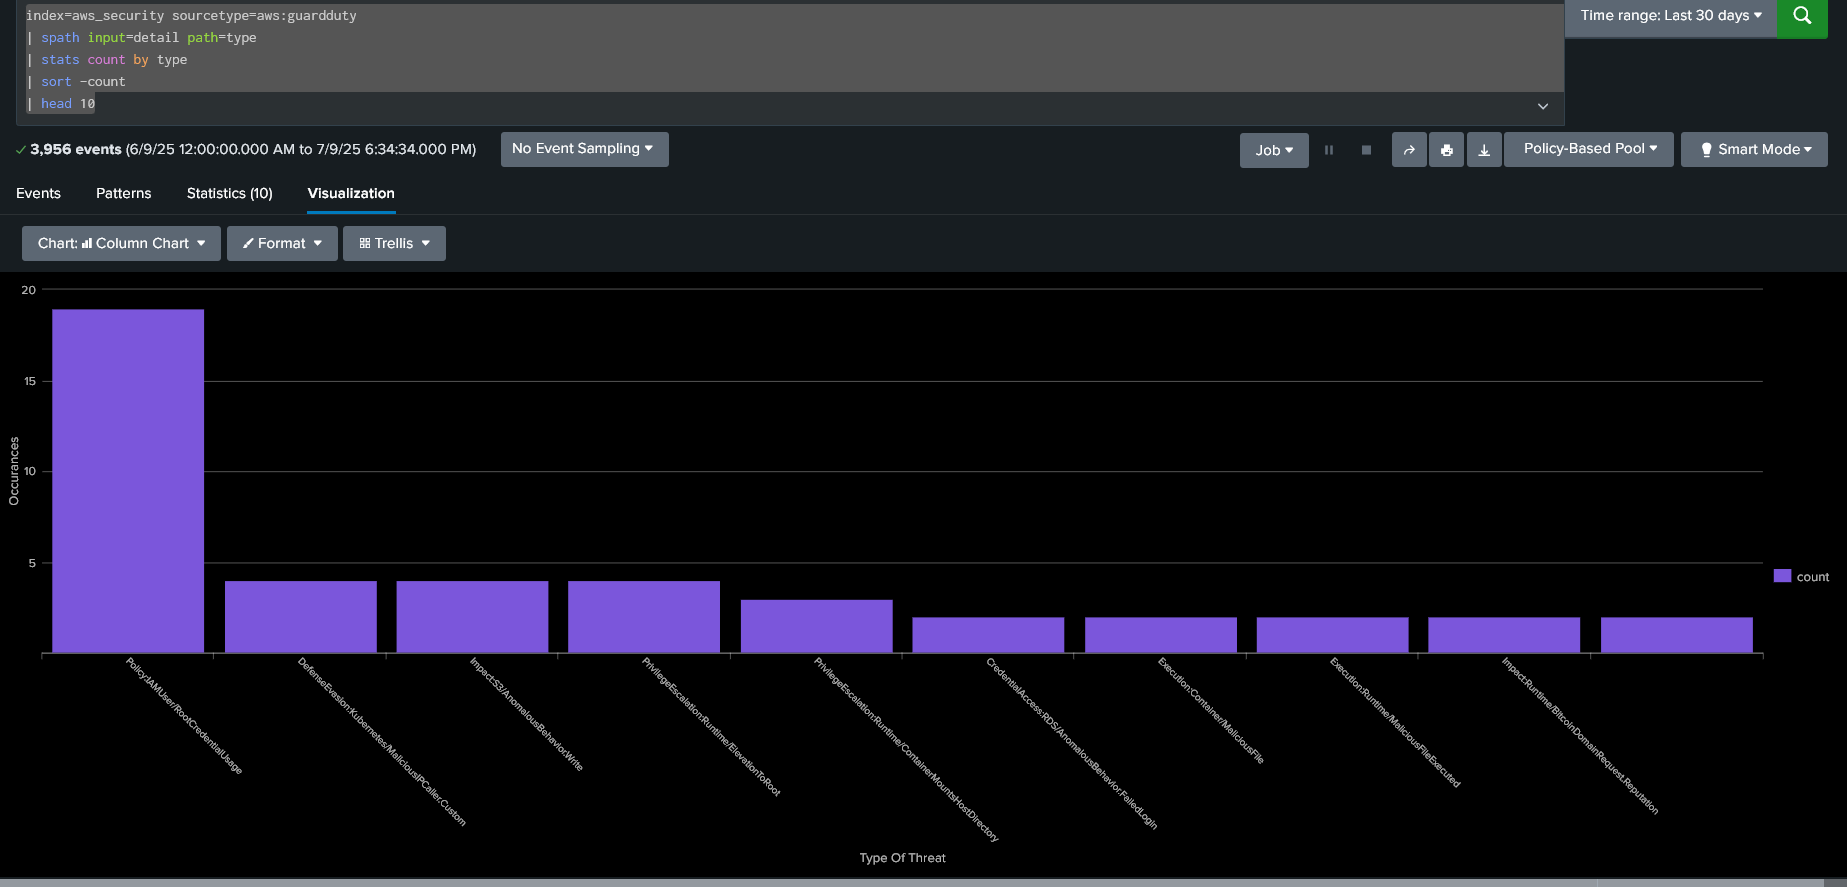 index=aws_security sourcetype=aws:guardduty
| spath input=detail path=type
| stats count by type
| sort -count
| head 10
Time range: Last 30 days
3,956 events (6/9/25 12:00:00.000 AM to 7/9/25 6:34:34.000 PM)
No Event Sampling
Job
Policy-Based Pool
Smart Mode
Events
Patterns
Statistics (10)
Visualization
Chart: Column Chart
Format
Trellis
20
15
10
5
Occurances
count
Policy:IAMUser/RootCredentialUsage
DefenseEvasion:Kubernetes/MaliciousIPCaller.Custom
Impact:S3/AnomalousBehavior.Write
PrivilegeEscalation:Runtime/ElevationToRoot
PrivilegeEscalation:Runtime/ContainerMountsHostDirectory
CredentialAccess:RDS/AnomalousBehavior.FailedLogin
Execution:Container/MaliciousFile
Execution:Runtime/MaliciousFileExecuted
Impact:Runtime/BitcoinDomainRequest.Reputation
Type Of Threat